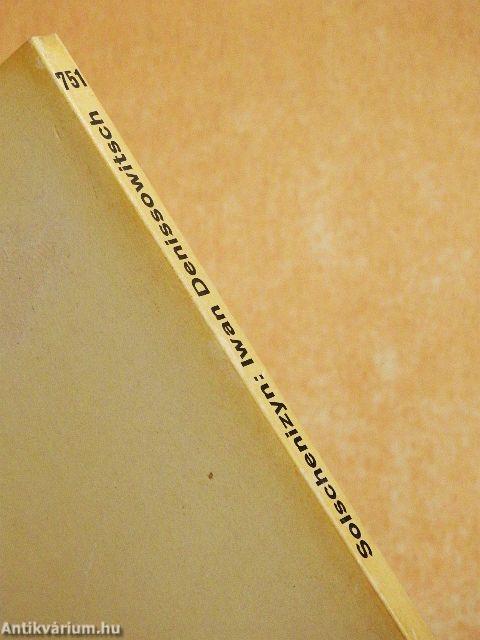 Solschenizyn: Iwan Denissowitsch
751
Antikvárium.hu